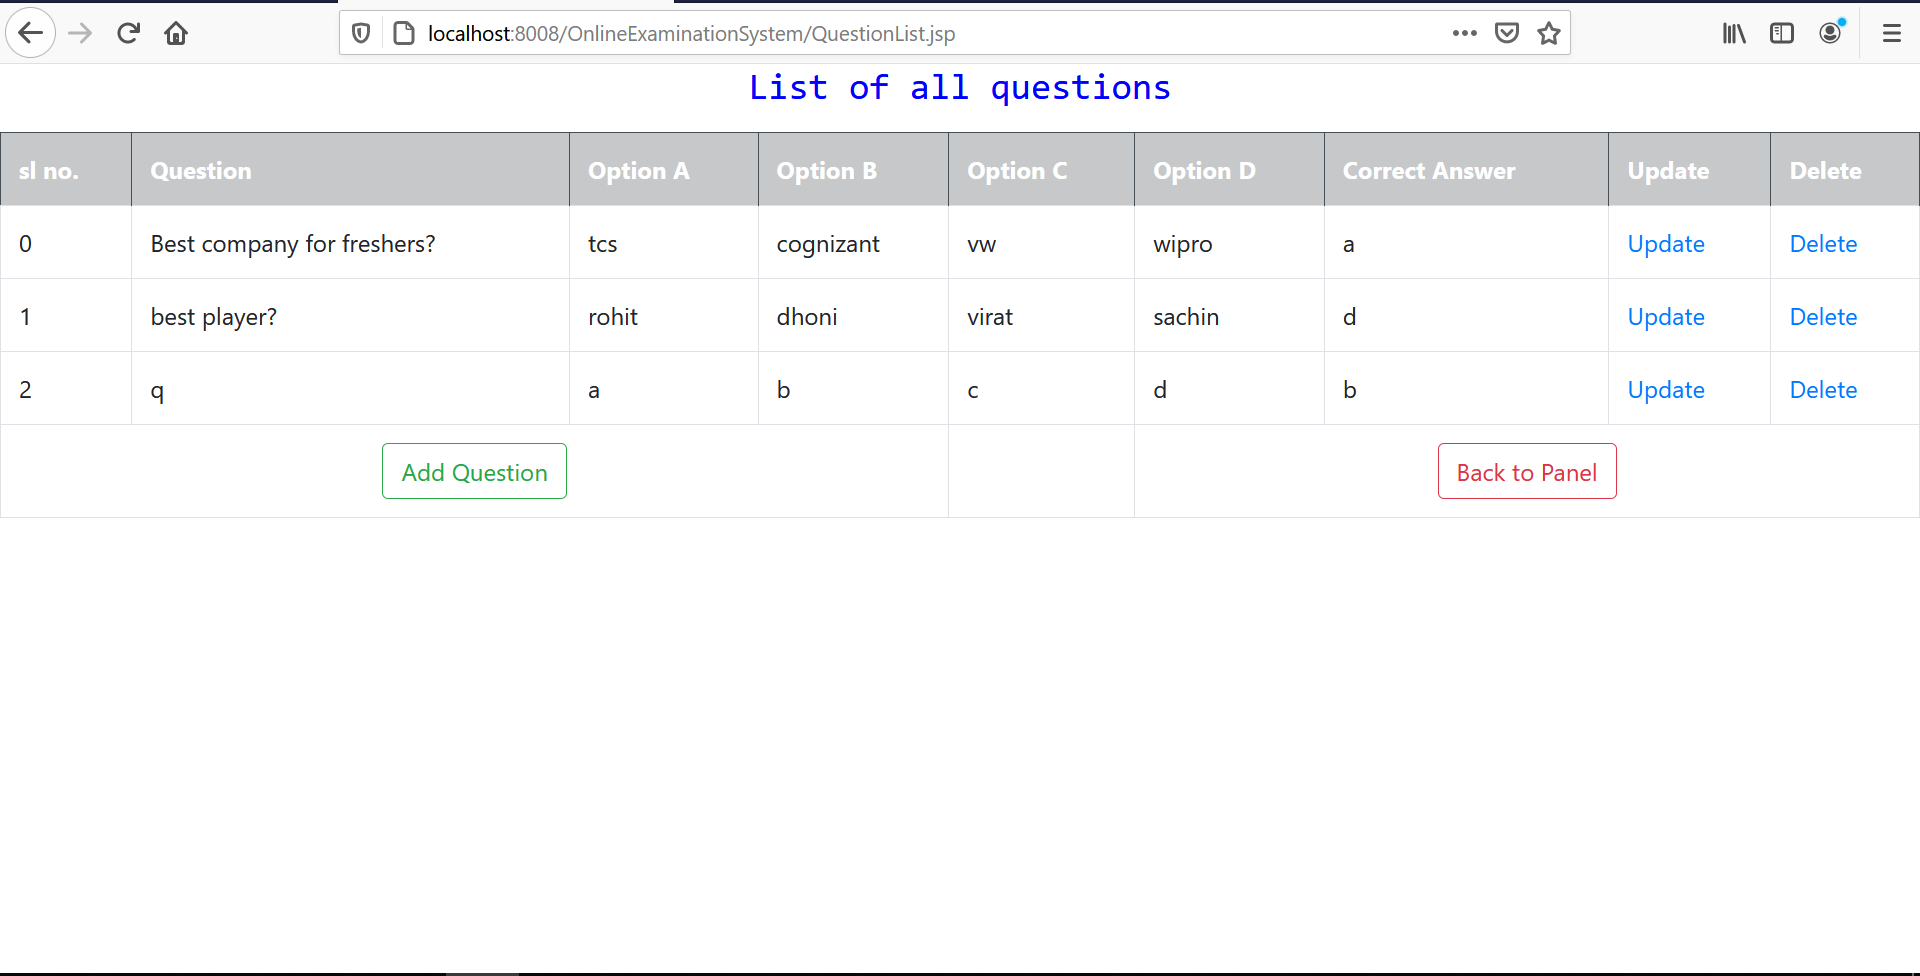 localhost:8008/OnlineExaminationSystem/QuestionList.jsp
List of all questions
sl no. Question Option A Option B Option C Option D Correct Answer Update Delete
0 Best company for freshers? tcs cognizant vw wipro a Update Delete
1 best player? rohit dhoni virat sachin d Update Delete
2 q a b c d b Update Delete
Add Question Back to Panel